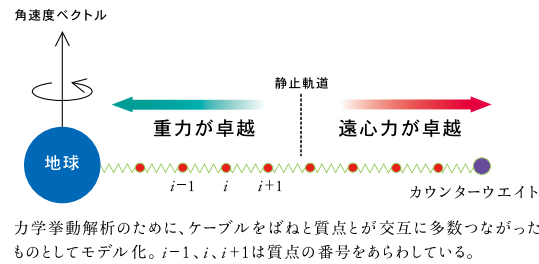 角速度ベクトル
静止軌道
重力が卓越
遠心力が卓越
地球
i−1
i
i+1
カウンターウエイト
力学挙動解析のために、ケーブルをばねと質点とが交互に多数つながった
ものとしてモデル化。i−1、i、i+1は質点の番号をあらわしている。